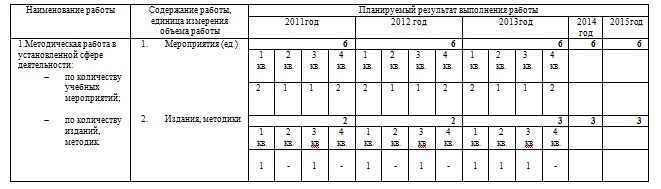 Наименование работы
Содержание работы, единица измерения объема работы
Планируемый результат выполнения работы
2011год 2012 год 2013год 2014 год 2015год
1.Методическая работа в установленной сфере деятельности:
– по количеству учебных мероприятий;
1. Мероприятия (ед.)
6 6 6 6 6
1 кв. 2 кв. 3 кв. 4 кв. 1 кв. 2 кв. 3 кв. 4 кв. 1 кв. 2 кв. 3 кв. 4 кв.
2 1 1 2 2 1 1 2 2 1 1 2
– по количеству изданий, методик.
2. Издания, методики
2 2 3 3 3
1 кв. 2 кв. 3 кв 4 кв. 1 кв. 2 кв. 3 кв 4 кв. 1 кв. 2 кв. 3 кв 4 кв.
1 - 1 - 1 - 1 - 1 1 1 -